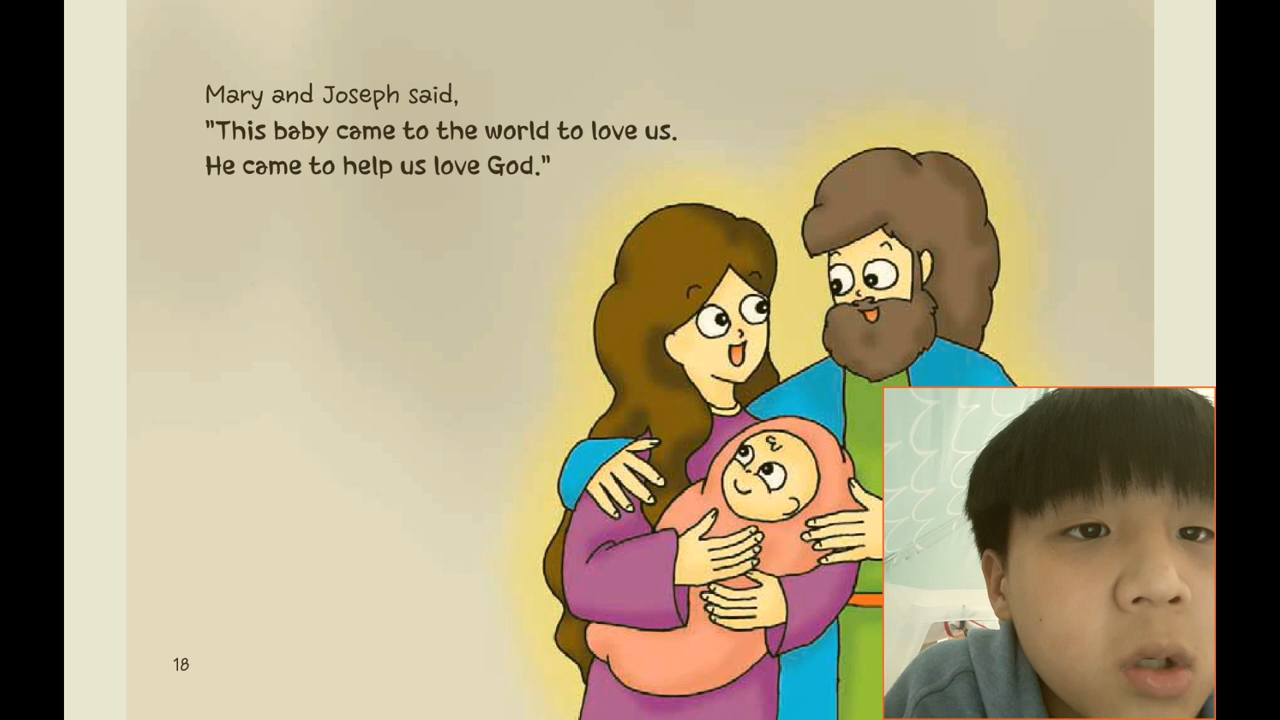 Mary and Joseph said,
"This baby came to the world to love us.
He came to help us love God."
18